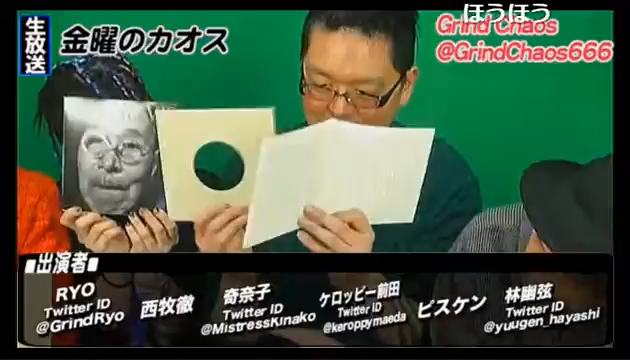 ほうほう
生放送
金曜のカオス
Grind Chaos
@GrindChaos666
■出演者■
RYO
Twitter ID
@GrindRyo
西牧徹
奇奈子
Twitter ID
@MistressKinako
ケロッピー前田
Twitter ID
@keroppymaeda
ピスケン
林幽弦
Twitter ID
@yuugen_hayashi